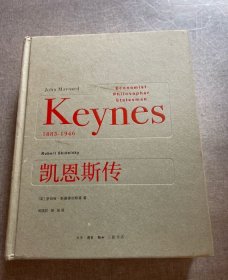 John Maynard
Economist
Philosopher
Statesman
Keynes
1883-1946
Robert Skidelsky
凯恩斯传